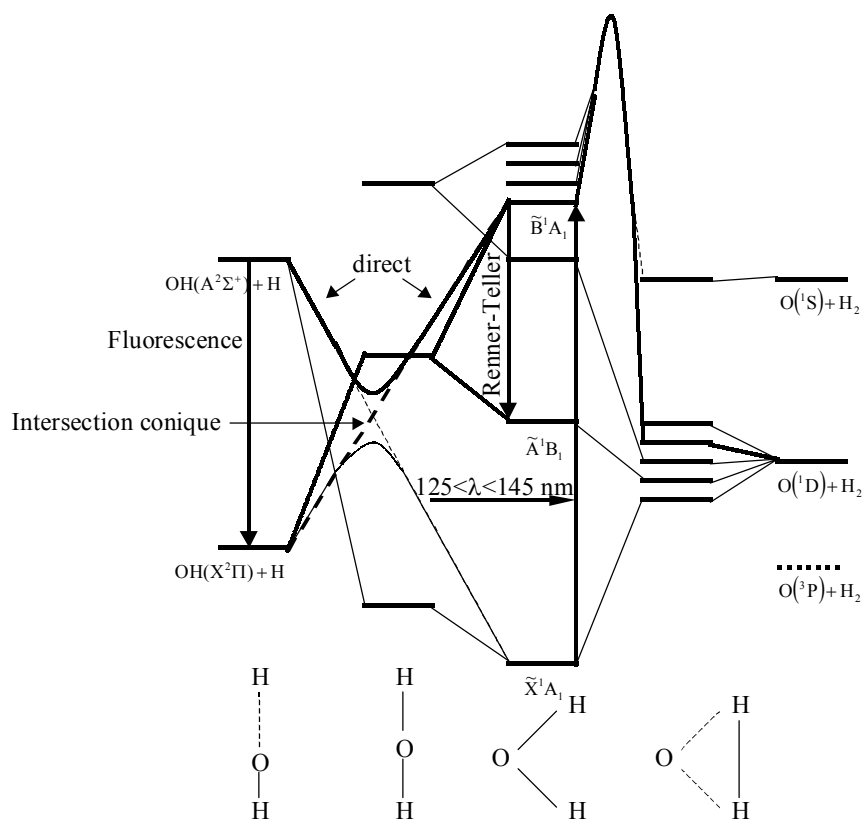 direct
B̃¹A₁
OH(A²Σ⁺)+H
O(¹S)+H₂
Fluorescence
Renner-Teller
Intersection conique
òA¹B₁
125<λ<145 nm
O(¹D)+H₂
OH(X²Π)+H
O(³P)+H₂
X̃¹A₁
H
H
H
H
O
O
O
O
H
H
H
H